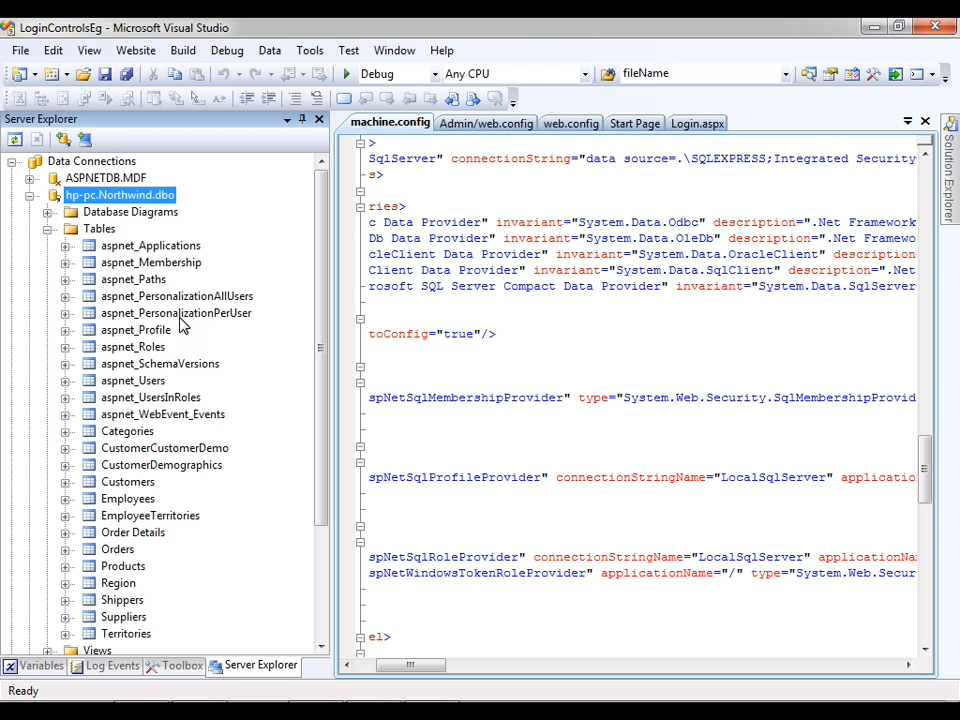 LoginControlsEg - Microsoft Visual Studio
File Edit View Website Build Debug Data Tools Test Window Help
Debug Any CPU fileName
Server Explorer
machine.config Admin/web.config web.config Start Page Login.aspx
Data Connections
ASPNETDB.MDF
hp-pc.Northwind.dbo
Database Diagrams
Tables
aspnet_Applications
aspnet_Membership
aspnet_Paths
aspnet_PersonalizationAllUsers
aspnet_PersonalizationPerUser
aspnet_Profile
aspnet_Roles
aspnet_SchemaVersions
aspnet_Users
aspnet_UsersInRoles
aspnet_WebEvent_Events
Categories
CustomerCustomerDemo
CustomerDemographics
Customers
Employees
EmployeeTerritories
Order Details
Orders
Products
Region
Shippers
Suppliers
Territories
Views
>
SqlServer" connectionString="data source=.\SQLEXPRESS;Integrated Security
s>
ries>
c Data Provider" invariant="System.Data.Odbc" description=".Net Framework
Db Data Provider" invariant="System.Data.OleDb" description=".Net Framewor
cleClient Data Provider" invariant="System.Data.OracleClient" description
Client Data Provider" invariant="System.Data.SqlClient" description=".Net
rosoft SQL Server Compact Data Provider" invariant="System.Data.SqlServer
toConfig="true"/>
spNetSqlMembershipProvider" type="System.Web.Security.SqlMembershipProvid
spNetSqlProfileProvider" connectionStringName="LocalSqlServer" applicatio
spNetSqlRoleProvider" connectionStringName="LocalSqlServer" applicationNa
spNetWindowsTokenRoleProvider" applicationName="/" type="System.Web.Secur
el>
Solution Explorer
Variables Log Events Toolbox Server Explorer
Ready